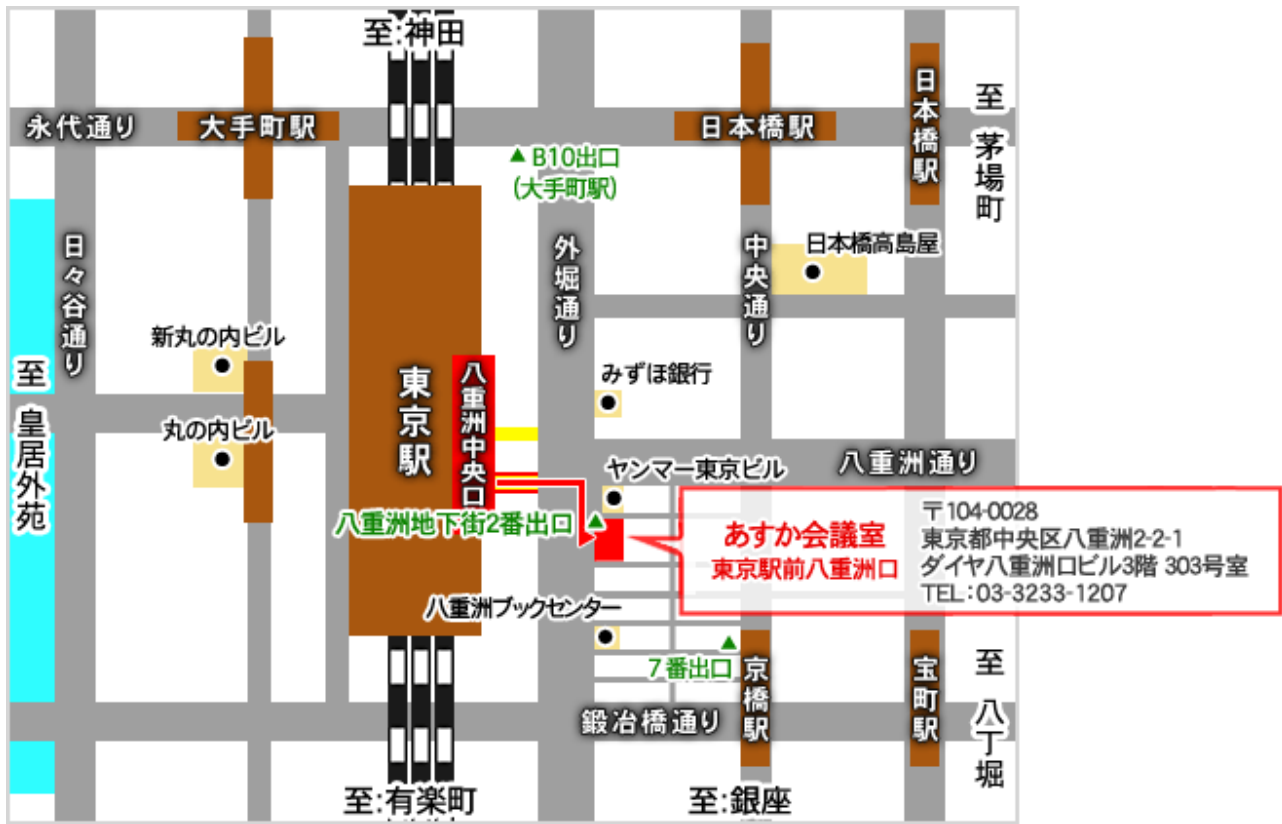 至:神田
永代通り
大手町駅
日本橋駅
日本橋駅
至 茅場町
B10出口
(大手町駅)
日々谷通り
外堀通り
中央通り
日本橋高島屋
新丸の内ビル
至 皇居外苑
丸の内ビル
東京駅
八重洲中央口
みずほ銀行
八重洲通り
ヤンマー東京ビル
八重洲地下街2番出口
あすか会議室
東京駅前八重洲口
〒104-0028
東京都中央区八重洲2-2-1
ダイヤ八重洲口ビル3階 303号室
TEL:03-3233-1207
八重洲ブックセンター
7番出口
京橋駅
宝町駅
至 八丁堀
鍛冶橋通り
至:有楽町
至:銀座